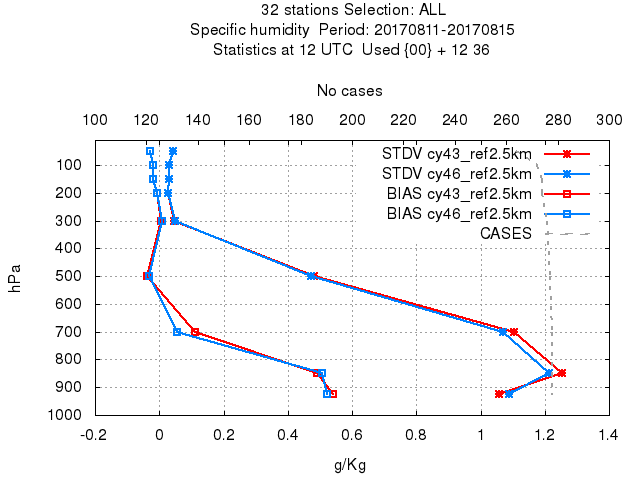 32 stations Selection: ALL
Specific humidity  Period: 20170811-20170815
Statistics at 12 UTC  Used {00} + 12 36
No cases
100 120 140 160 180 200 220 240 260 280 300
STDV cy43_ref2.5km
STDV cy46_ref2.5km
BIAS cy43_ref2.5km
BIAS cy46_ref2.5km
CASES
100
200
300
400
500
600
700
800
900
1000
hPa
-0.2 0 0.2 0.4 0.6 0.8 1 1.2 1.4
g/Kg